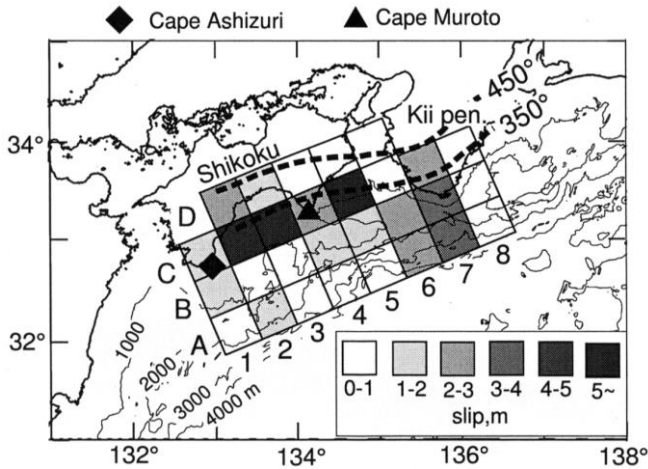 Cape Ashizuri Cape Muroto
450°
350°
Kii pen.
Shikoku
34°
32°
D
C
B
A
1 2 3 4 5 6 7 8
1000
2000
3000
4000 m
0-1 1-2 2-3 3-4 4-5 5~
slip,m
132° 134° 136° 138°